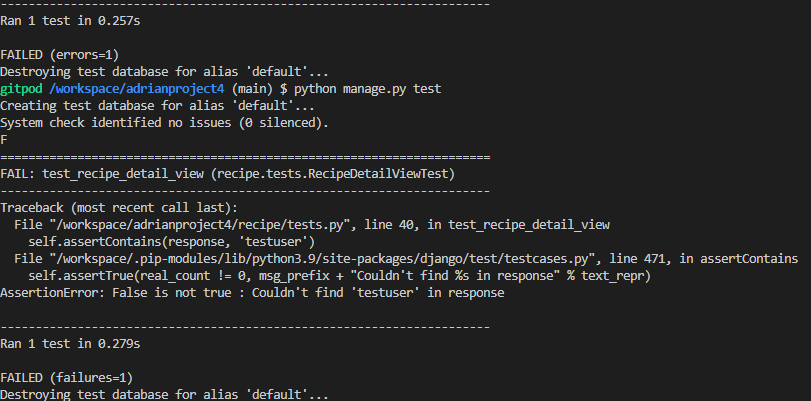 ----------------------------------------------------------------------
Ran 1 test in 0.257s
FAILED (errors=1)
Destroying test database for alias 'default'...
gitpod /workspace/adrianproject4 (main) $ python manage.py test
Creating test database for alias 'default'...
System check identified no issues (0 silenced).
F
======================================================================
FAIL: test_recipe_detail_view (recipe.tests.RecipeDetailViewTest)
----------------------------------------------------------------------
Traceback (most recent call last):
  File "/workspace/adrianproject4/recipe/tests.py", line 40, in test_recipe_detail_view
    self.assertContains(response, 'testuser')
  File "/workspace/.pip-modules/lib/python3.9/site-packages/django/test/testcases.py", line 471, in assertContains
    self.assertTrue(real_count != 0, msg_prefix + "Couldn't find %s in response" % text_repr)
AssertionError: False is not true : Couldn't find 'testuser' in response
----------------------------------------------------------------------
Ran 1 test in 0.279s
FAILED (failures=1)
Destroying test database for alias 'default'...